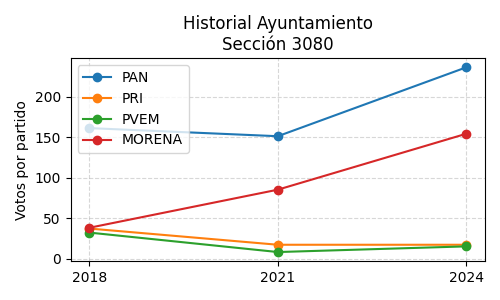 Historial Ayuntamiento
Sección 3080
Votos por partido
200
150
100
50
0
PAN
PRI
PVEM
MORENA
2018 2021 2024